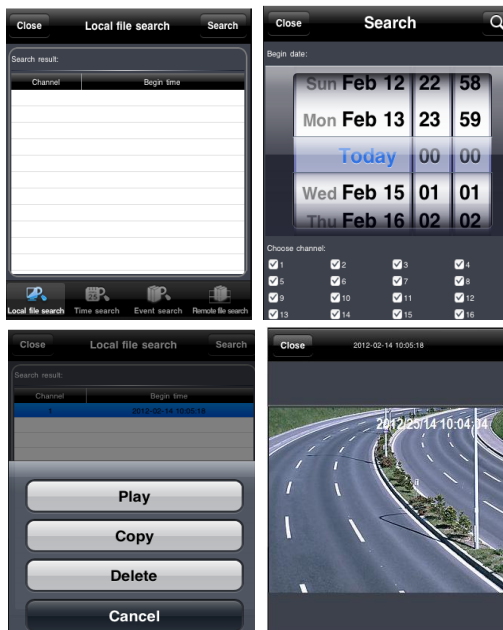 Close Local file search Search
Search result:
Channel Begin time
Local file search Time search Event search Remote file search
Close Search
Begin date:
Sun Feb 12 22 58
Mon Feb 13 23 59
Today 00 00
Wed Feb 15 01 01
Thu Feb 16 02 02
Choose channel:
1 2 3 4
5 6 7 8
9 10 11 12
13 14 15 16
Close Local file search Search
Search result:
Channel Begin time
1 2012-02-14 10:05:18
Play
Copy
Delete
Cancel
Close 2012-02-14 10:05:18
2012/25/14 10:04:04